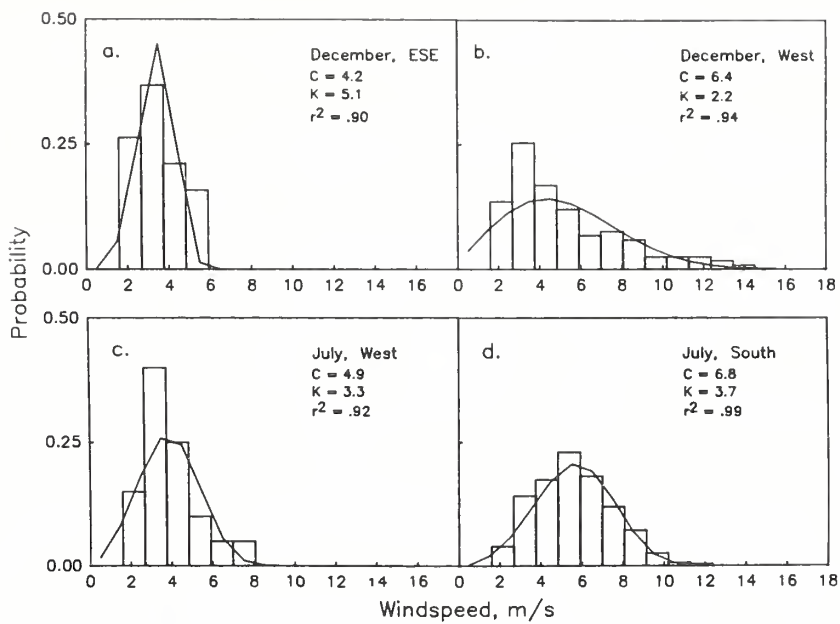 0.50
a.
December, ESE
C = 4.2
K = 5.1
r² = .90
b.
December, West
C = 6.4
K = 2.2
r² = .94
0.25
0.00
0 2 4 6 8 10 12 14 16
0 2 4 6 8 10 12 14 16 18
Probability
0.50
c.
July, West
C = 4.9
K = 3.3
r² = .92
d.
July, South
C = 6.8
K = 3.7
r² = .99
0.25
0.00
0 2 4 6 8 10 12 14 16
0 2 4 6 8 10 12 14 16 18
Windspeed, m/s